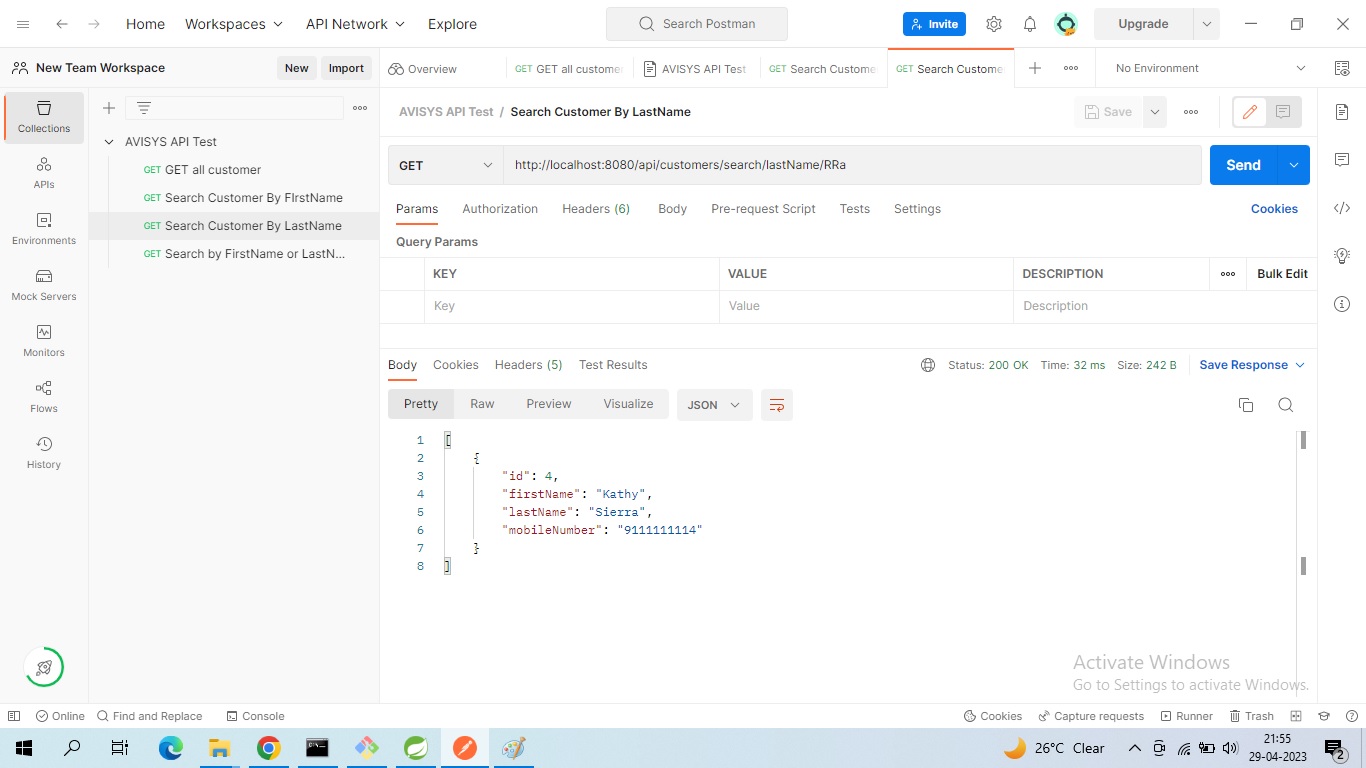 Home Workspaces API Network Explore Search Postman Invite Upgrade
New Team Workspace New Import
Overview GET GET all custome AVISYS API Test GET Search Custome GET Search Custome No Environment
Collections
APIs
Environments
Mock Servers
Monitors
Flows
History
AVISYS API Test
GET GET all customer
GET Search Customer By FIrstName
GET Search Customer By LastName
GET Search by FirstName or LastN...
AVISYS API Test / Search Customer By LastName Save
GET http://localhost:8080/api/customers/search/lastName/RRa Send
Params Authorization Headers (6) Body Pre-request Script Tests Settings Cookies
Query Params
KEY VALUE DESCRIPTION Bulk Edit
Key Value Description
Body Cookies Headers (5) Test Results Status: 200 OK Time: 32 ms Size: 242 B Save Response
Pretty Raw Preview Visualize JSON
1 [
2 {
3 "id": 4,
4 "firstName": "Kathy",
5 "lastName": "Sierra",
6 "mobileNumber": "9111111114"
7 }
8 ]
Activate Windows
Go to Settings to activate Windows.
Online Find and Replace Console Cookies Capture requests Runner Trash
26°C Clear 21:55
29-04-2023 2